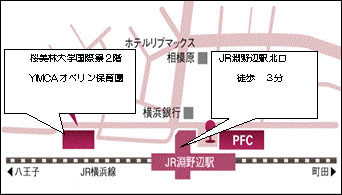 ホテルリブマックス
相模原
桜美林大学国際寮2階
YMCAオベリン保育園
JR淵野辺駅北口
徒歩 3分
横浜銀行
PFC
JR淵野辺駅
八王子
JR横浜線
町田